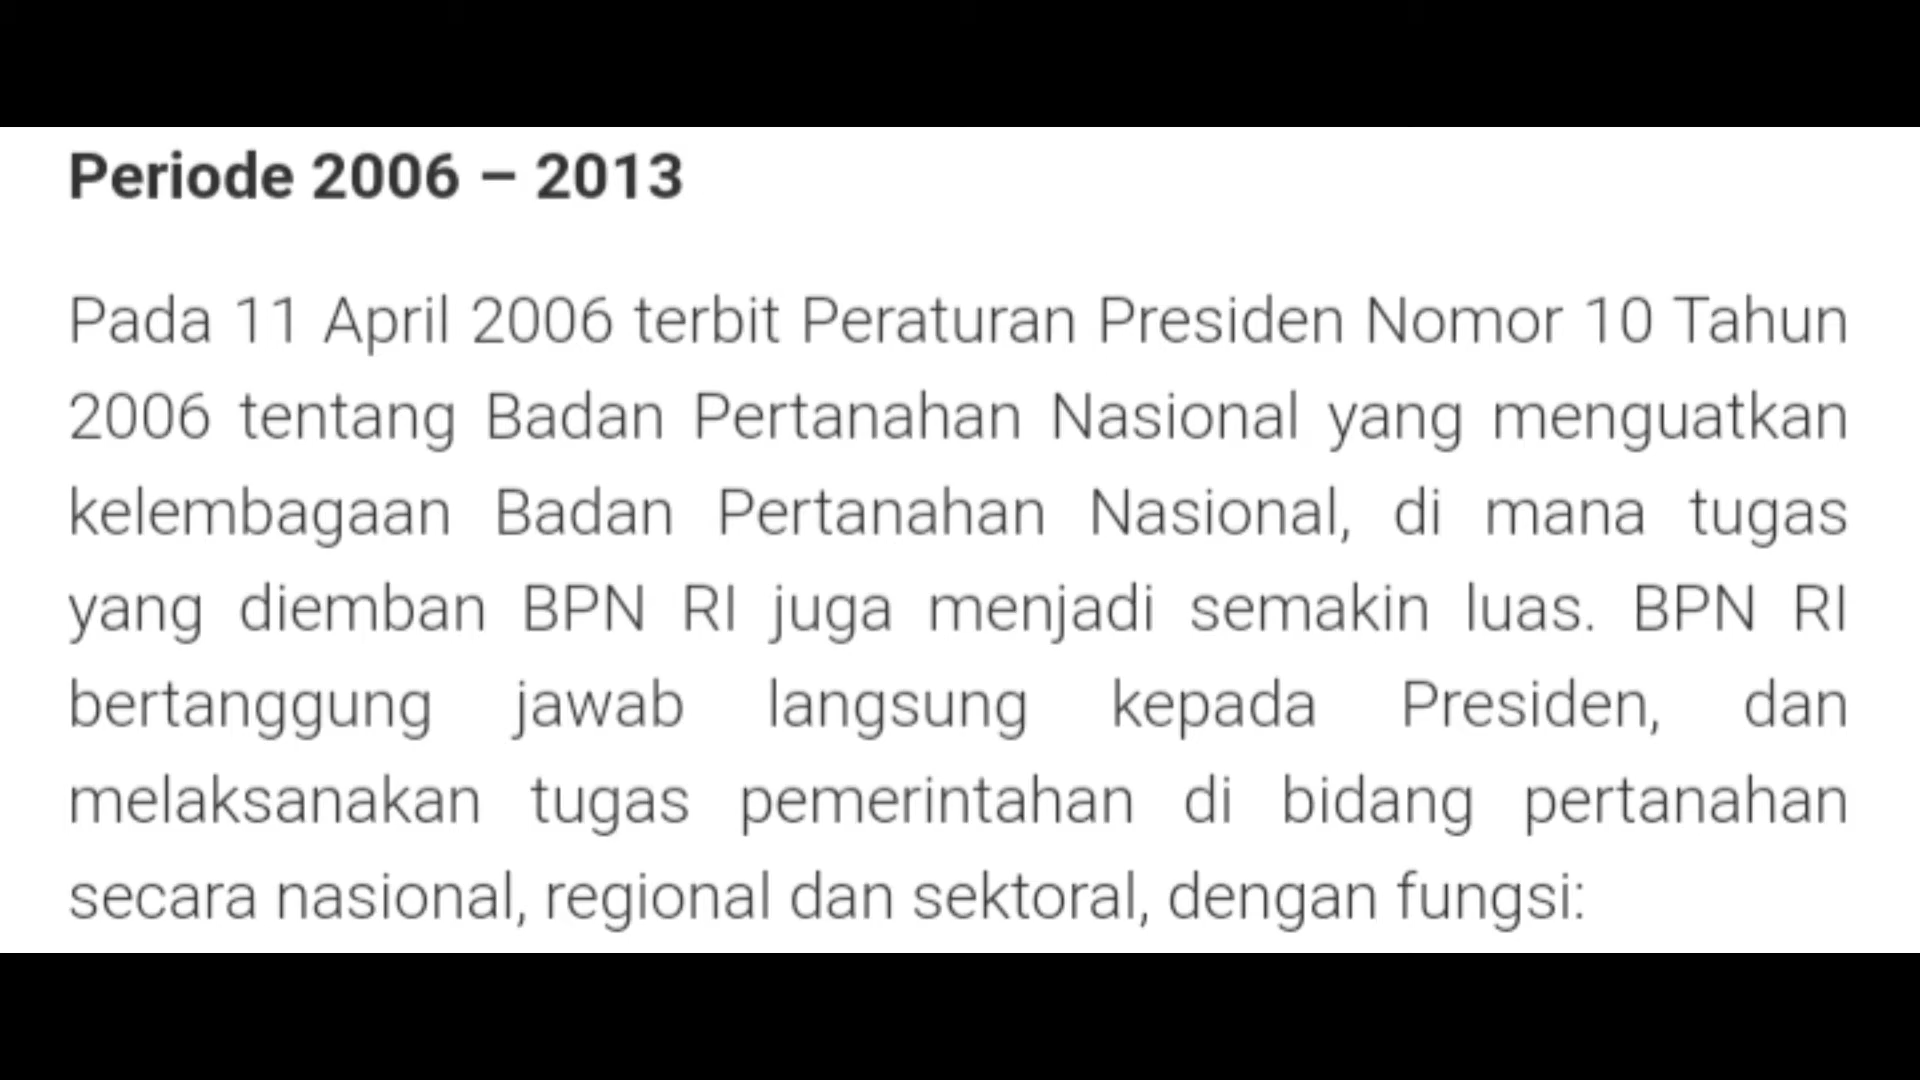 Periode 2006 – 2013
Pada 11 April 2006 terbit Peraturan Presiden Nomor 10 Tahun
2006 tentang Badan Pertanahan Nasional yang menguatkan
kelembagaan Badan Pertanahan Nasional, di mana tugas
yang diemban BPN RI juga menjadi semakin luas. BPN RI
bertanggung jawab langsung kepada Presiden, dan
melaksanakan tugas pemerintahan di bidang pertanahan
secara nasional, regional dan sektoral, dengan fungsi: